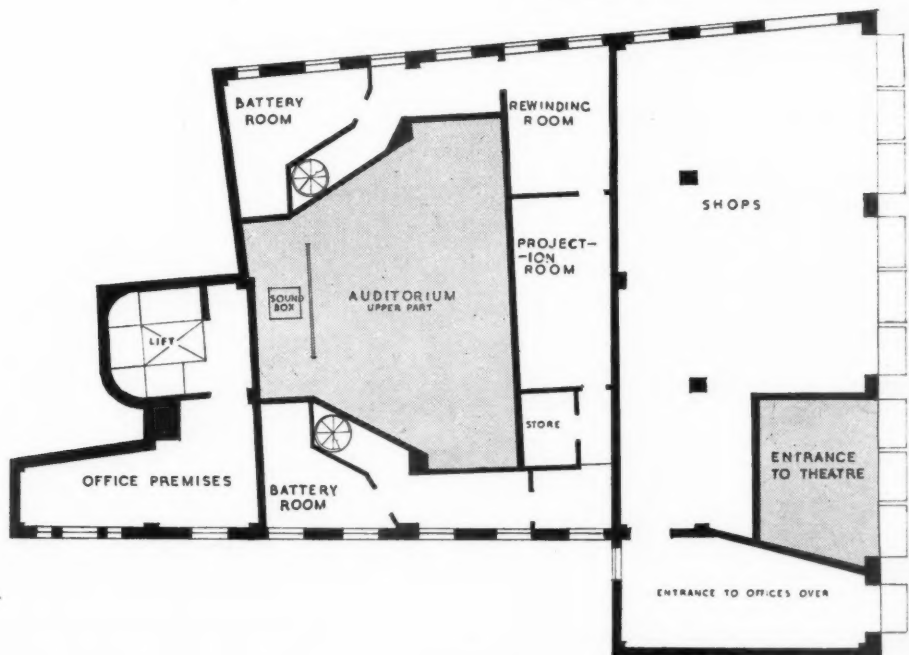 BATTERY
ROOM
REWINDING
ROOM
SHOPS
PROJECT-
-ION
ROOM
SOUND
BOX
AUDITORIUM
UPPER PART
LIFT
STORE
ENTRANCE
TO THEATRE
OFFICE PREMISES
BATTERY
ROOM
ENTRANCE TO OFFICES OVER